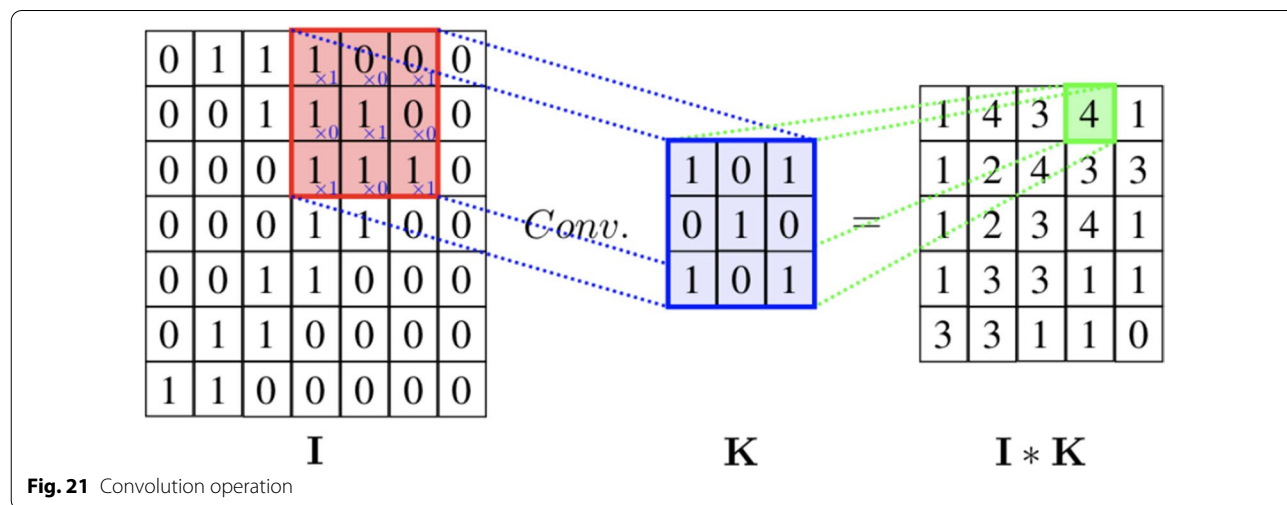 0 1 1 1×1 0×0 0×1 0
0 0 1 1×0 1×1 0×0 0
0 0 0 1×1 1×0 1×1 0
0 0 0 1 1 0 0
0 0 1 1 0 0 0
0 1 1 0 0 0 0
1 1 0 0 0 0 0
I
Conv.
1 0 1
0 1 0
1 0 1
K
=
1 4 3 4 1
1 2 4 3 3
1 2 3 4 1
1 3 3 1 1
3 3 1 1 0
I ∗ K
Fig. 21 Convolution operation